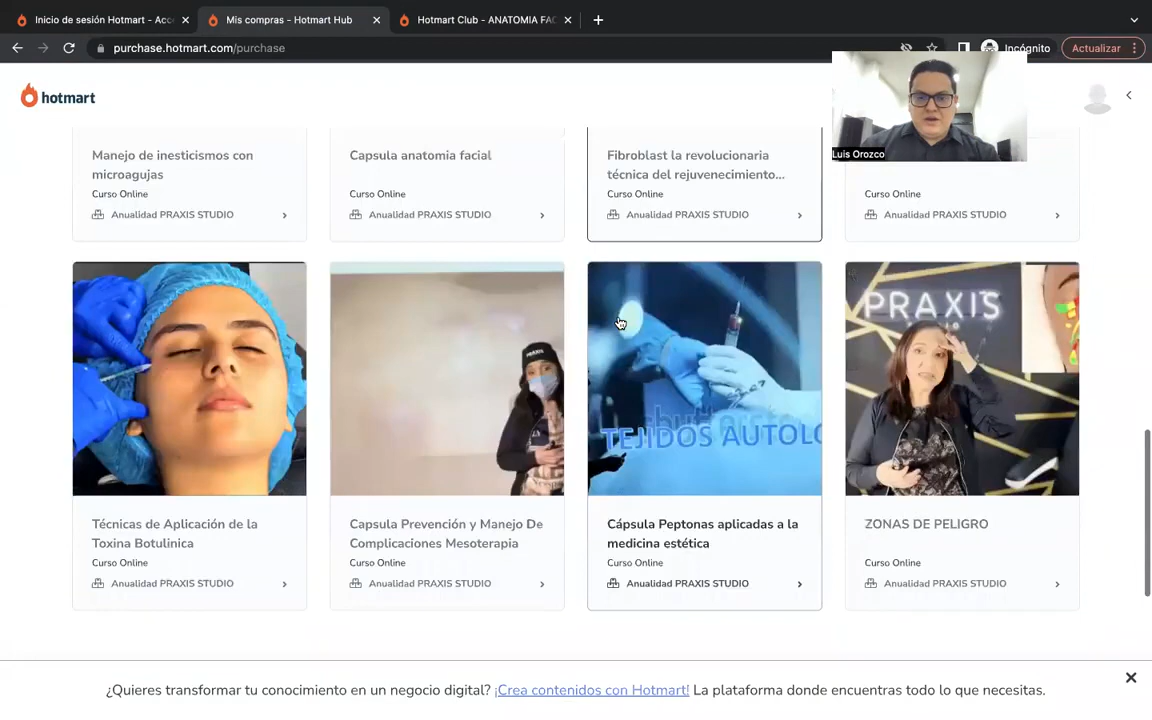 Inicio de sesión Hotmart - Acc
Mis compras - Hotmart Hub
Hotmart Club - ANATOMIA FAC
purchase.hotmart.com/purchase
Incógnito
Actualizar
hotmart
Luis Orozco
Manejo de inesticismos con
microagujas
Curso Online
Anualidad PRAXIS STUDIO
Capsula anatomia facial
Curso Online
Anualidad PRAXIS STUDIO
Fibroblast la revolucionaria
técnica del rejuvenecimiento...
Curso Online
Anualidad PRAXIS STUDIO
Curso Online
Anualidad PRAXIS STUDIO
PRAXIS
TEJIDOS AUTOLO
PRAXIS
Técnicas de Aplicación de la
Toxina Botulinica
Curso Online
Anualidad PRAXIS STUDIO
Capsula Prevención y Manejo De
Complicaciones Mesoterapia
Curso Online
Anualidad PRAXIS STUDIO
Cápsula Peptonas aplicadas a la
medicina estética
Curso Online
Anualidad PRAXIS STUDIO
ZONAS DE PELIGRO
Curso Online
Anualidad PRAXIS STUDIO
¿Quieres transformar tu conocimiento en un negocio digital? ¡Crea contenidos con Hotmart! La plataforma donde encuentras todo lo que necesitas.